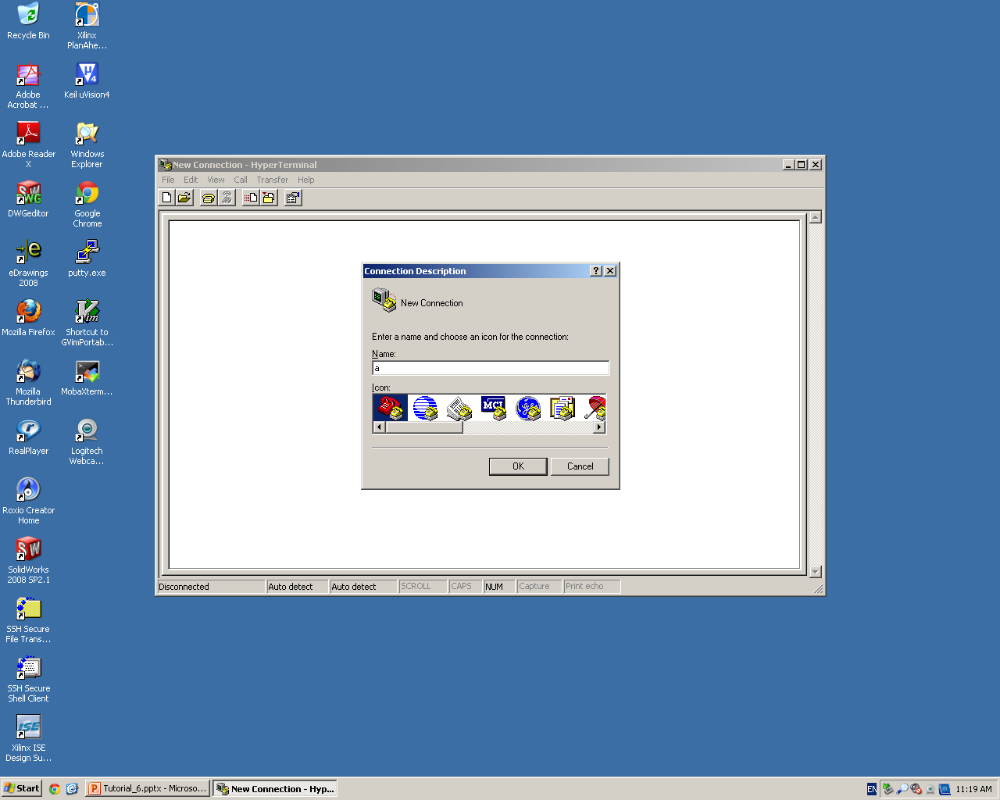 Recycle Bin
Xilinx
PlanAhe...
Adobe
Acrobat ...
Keil uVision4
Adobe Reader
X
Windows
Explorer
DWGeditor
Google
Chrome
eDrawings
2008
putty.exe
Mozilla Firefox
Shortcut to
GVimPortab...
Mozilla
Thunderbird
MobaXterm...
RealPlayer
Logitech
Webca...
Roxio Creator
Home
SolidWorks
2008 SP2.1
SSH Secure
File Trans...
SSH Secure
Shell Client
Xilinx ISE
Design Su...
New Connection - HyperTerminal
File Edit View Call Transfer Help
Connection Description
New Connection
Enter a name and choose an icon for the connection:
Name:
a
Icon:
MCI
OK Cancel
Disconnected Auto detect Auto detect SCROLL CAPS NUM Capture Print echo
Start Tutorial_6.pptx - Microso... New Connection - Hyp... EN 11:19 AM